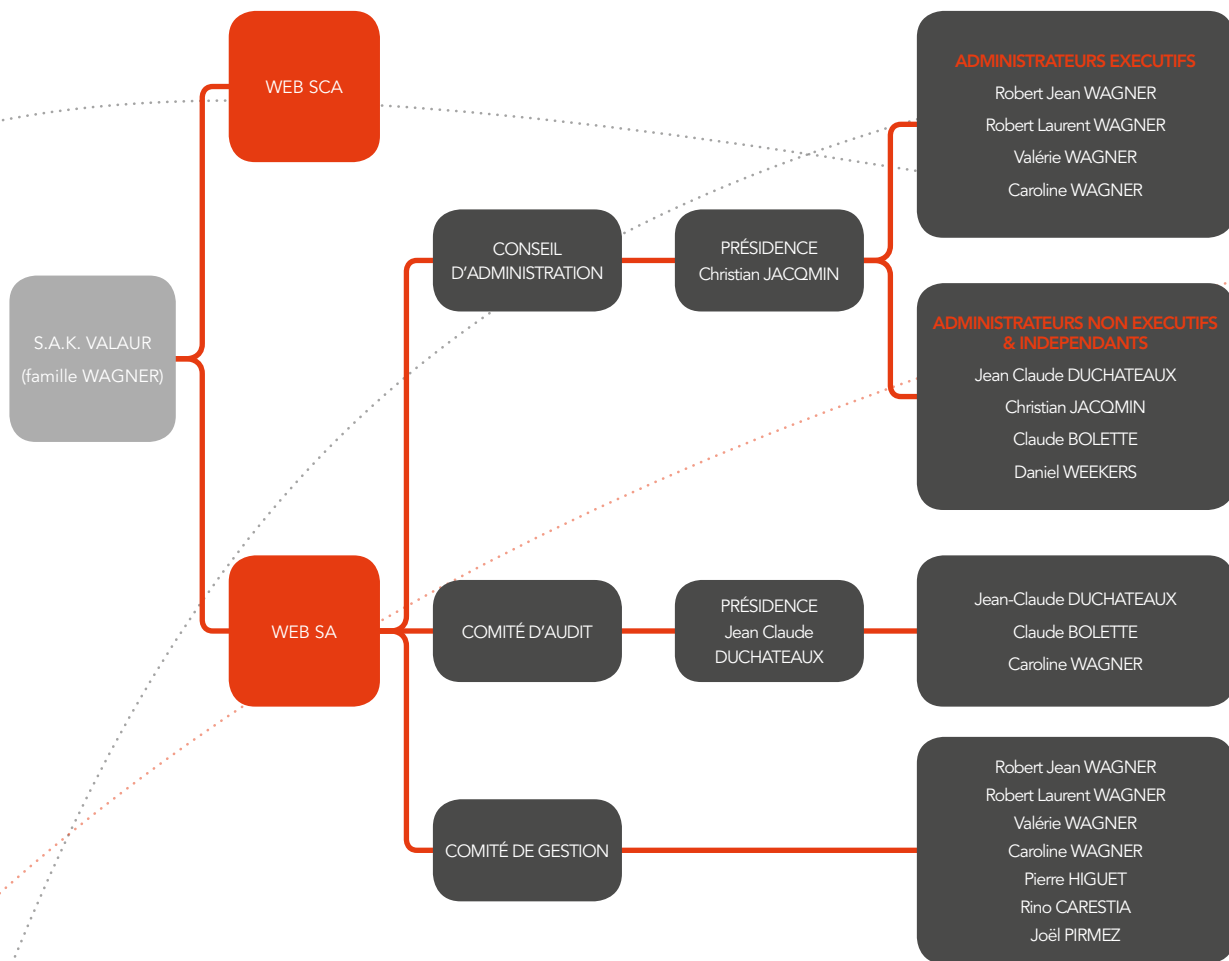 WEB SCA
S.A.K. VALAUR
(famille WAGNER)
WEB SA
CONSEIL
D'ADMINISTRATION
PRÉSIDENCE
Christian JACQMIN
ADMINISTRATEURS EXECUTIFS
Robert Jean WAGNER
Robert Laurent WAGNER
Valérie WAGNER
Caroline WAGNER
ADMINISTRATEURS NON EXECUTIFS
& INDEPENDANTS
Jean Claude DUCHATEAUX
Christian JACQMIN
Claude BOLETTE
Daniel WEEKERS
COMITÉ D'AUDIT
PRÉSIDENCE
Jean Claude
DUCHATEAUX
Jean-Claude DUCHATEAUX
Claude BOLETTE
Caroline WAGNER
COMITÉ DE GESTION
Robert Jean WAGNER
Robert Laurent WAGNER
Valérie WAGNER
Caroline WAGNER
Pierre HIGUET
Rino CARESTIA
Joël PIRMEZ